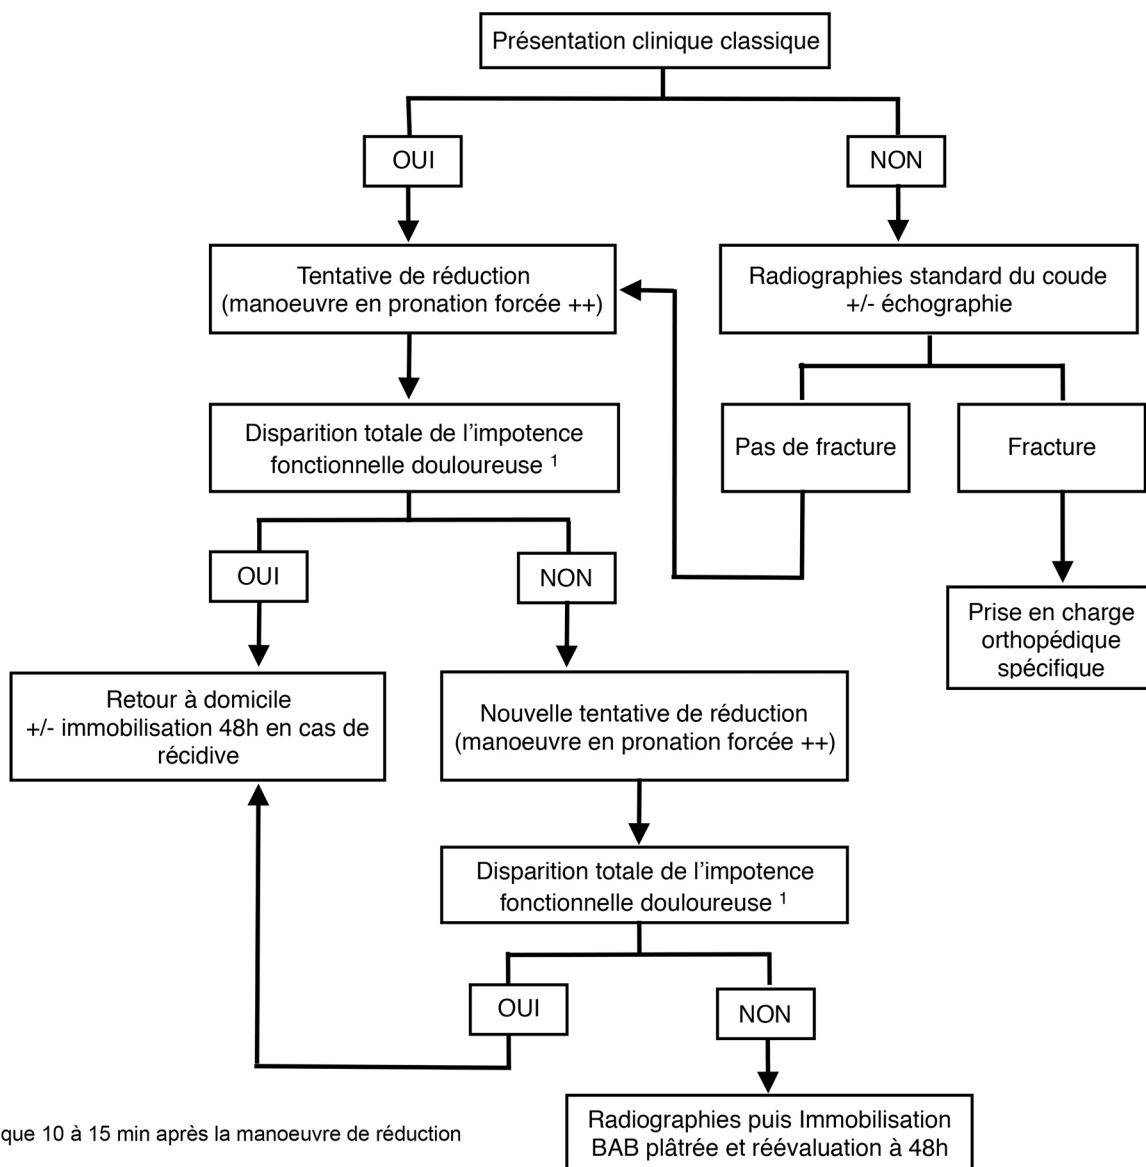 Présentation clinique classique
OUI
NON
Tentative de réduction
(manoeuvre en pronation forcée ++)
Radiographies standard du coude
+/- échographie
Disparition totale de l'impotence
fonctionnelle douloureuse 1
Pas de fracture
Fracture
OUI
NON
Prise en charge
orthopédique
spécifique
Retour à domicile
+/- immobilisation 48h en cas de
récidive
Nouvelle tentative de réduction
(manoeuvre en pronation forcée ++)
Disparition totale de l'impotence
fonctionnelle douloureuse 1
OUI
NON
que 10 à 15 min après la manoeuvre de réduction
Radiographies puis Immobilisation
BAB plâtrée et réévaluation à 48h